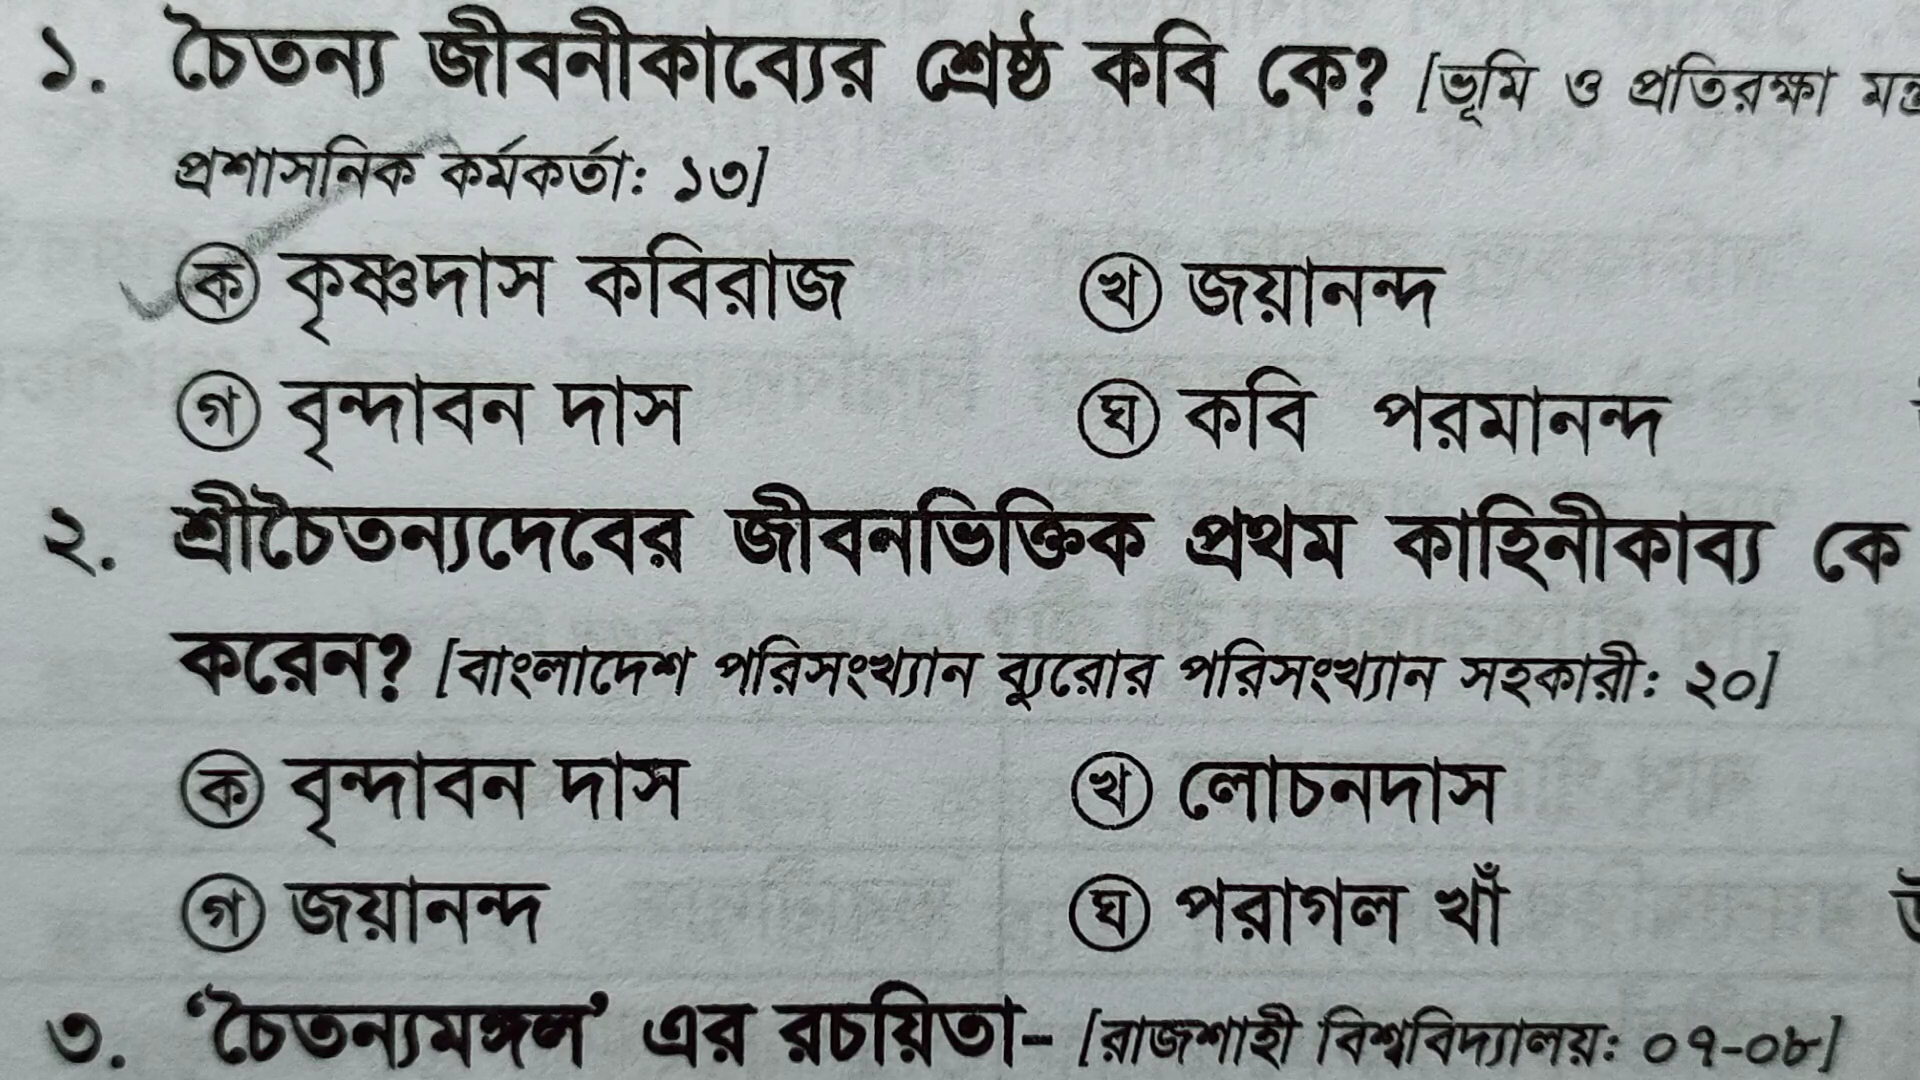 ১. চৈতন্য জীবনীকাব্যের শ্রেষ্ঠ কবি কে? [ভূমি ও প্রতিরক্ষা
প্রশাসনিক কর্মকর্তা: ১৩]
ক কৃষ্ণদাস কবিরাজ খ জয়ানন্দ
গ বৃন্দাবন দাস ঘ কবি পরমানন্দ
২. শ্রীচৈতন্যদেবের জীবনভিত্তিক প্রথম কাহিনীকাব্য কে
করেন? [বাংলাদেশ পরিসংখ্যান ব্যুরোর পরিসংখ্যান সহকারী: ২০]
ক বৃন্দাবন দাস খ লোচনদাস
গ জয়ানন্দ ঘ পরাগল খাঁ
৩. ‘চৈতন্যমঙ্গল’ এর রচয়িতা- [রাজশাহী বিশ্ববিদ্যালয়: ০৭-০৮]